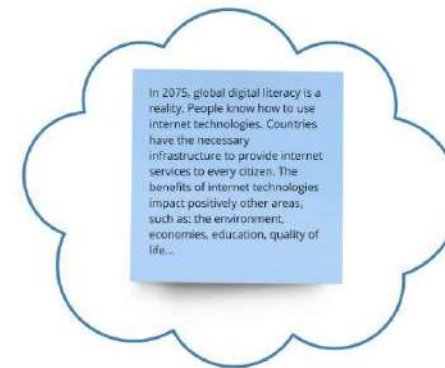 In 2075, global digital literacy is a
reality. People know how to use
internet technologies. Countries
have the necessary
infrastructure to provide internet
services to every citizen. The
benefits of internet technologies
impact positively other areas,
such as: the environment,
economies, education, quality of
life...